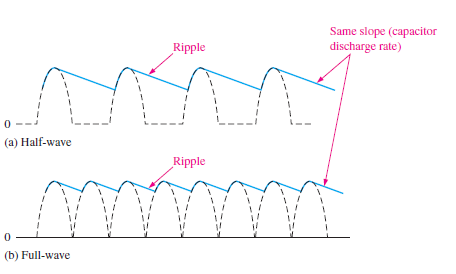 Same slope (capacitor
discharge rate)
Ripple
0
(a) Half-wave
Ripple
0
(b) Full-wave